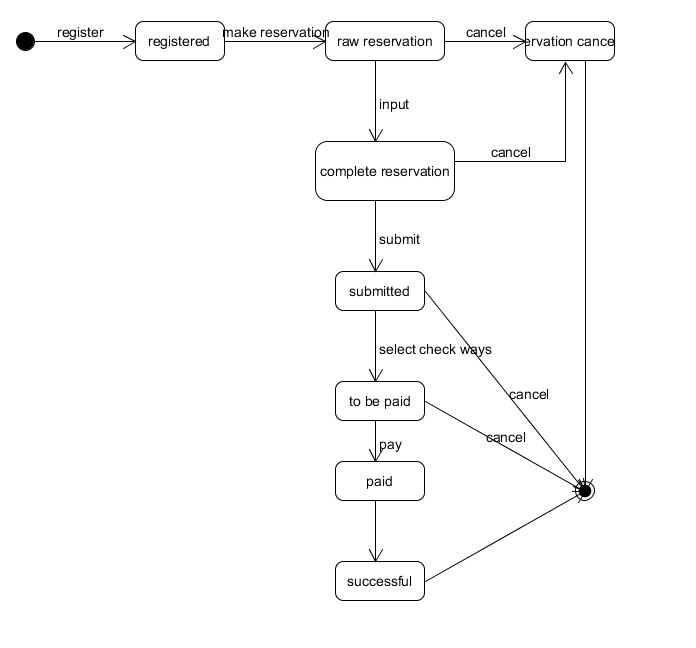 register
registered
make reservation
raw reservation
cancel
ervation cance
input
complete reservation
cancel
submit
submitted
select check ways
cancel
to be paid
cancel
pay
paid
successful